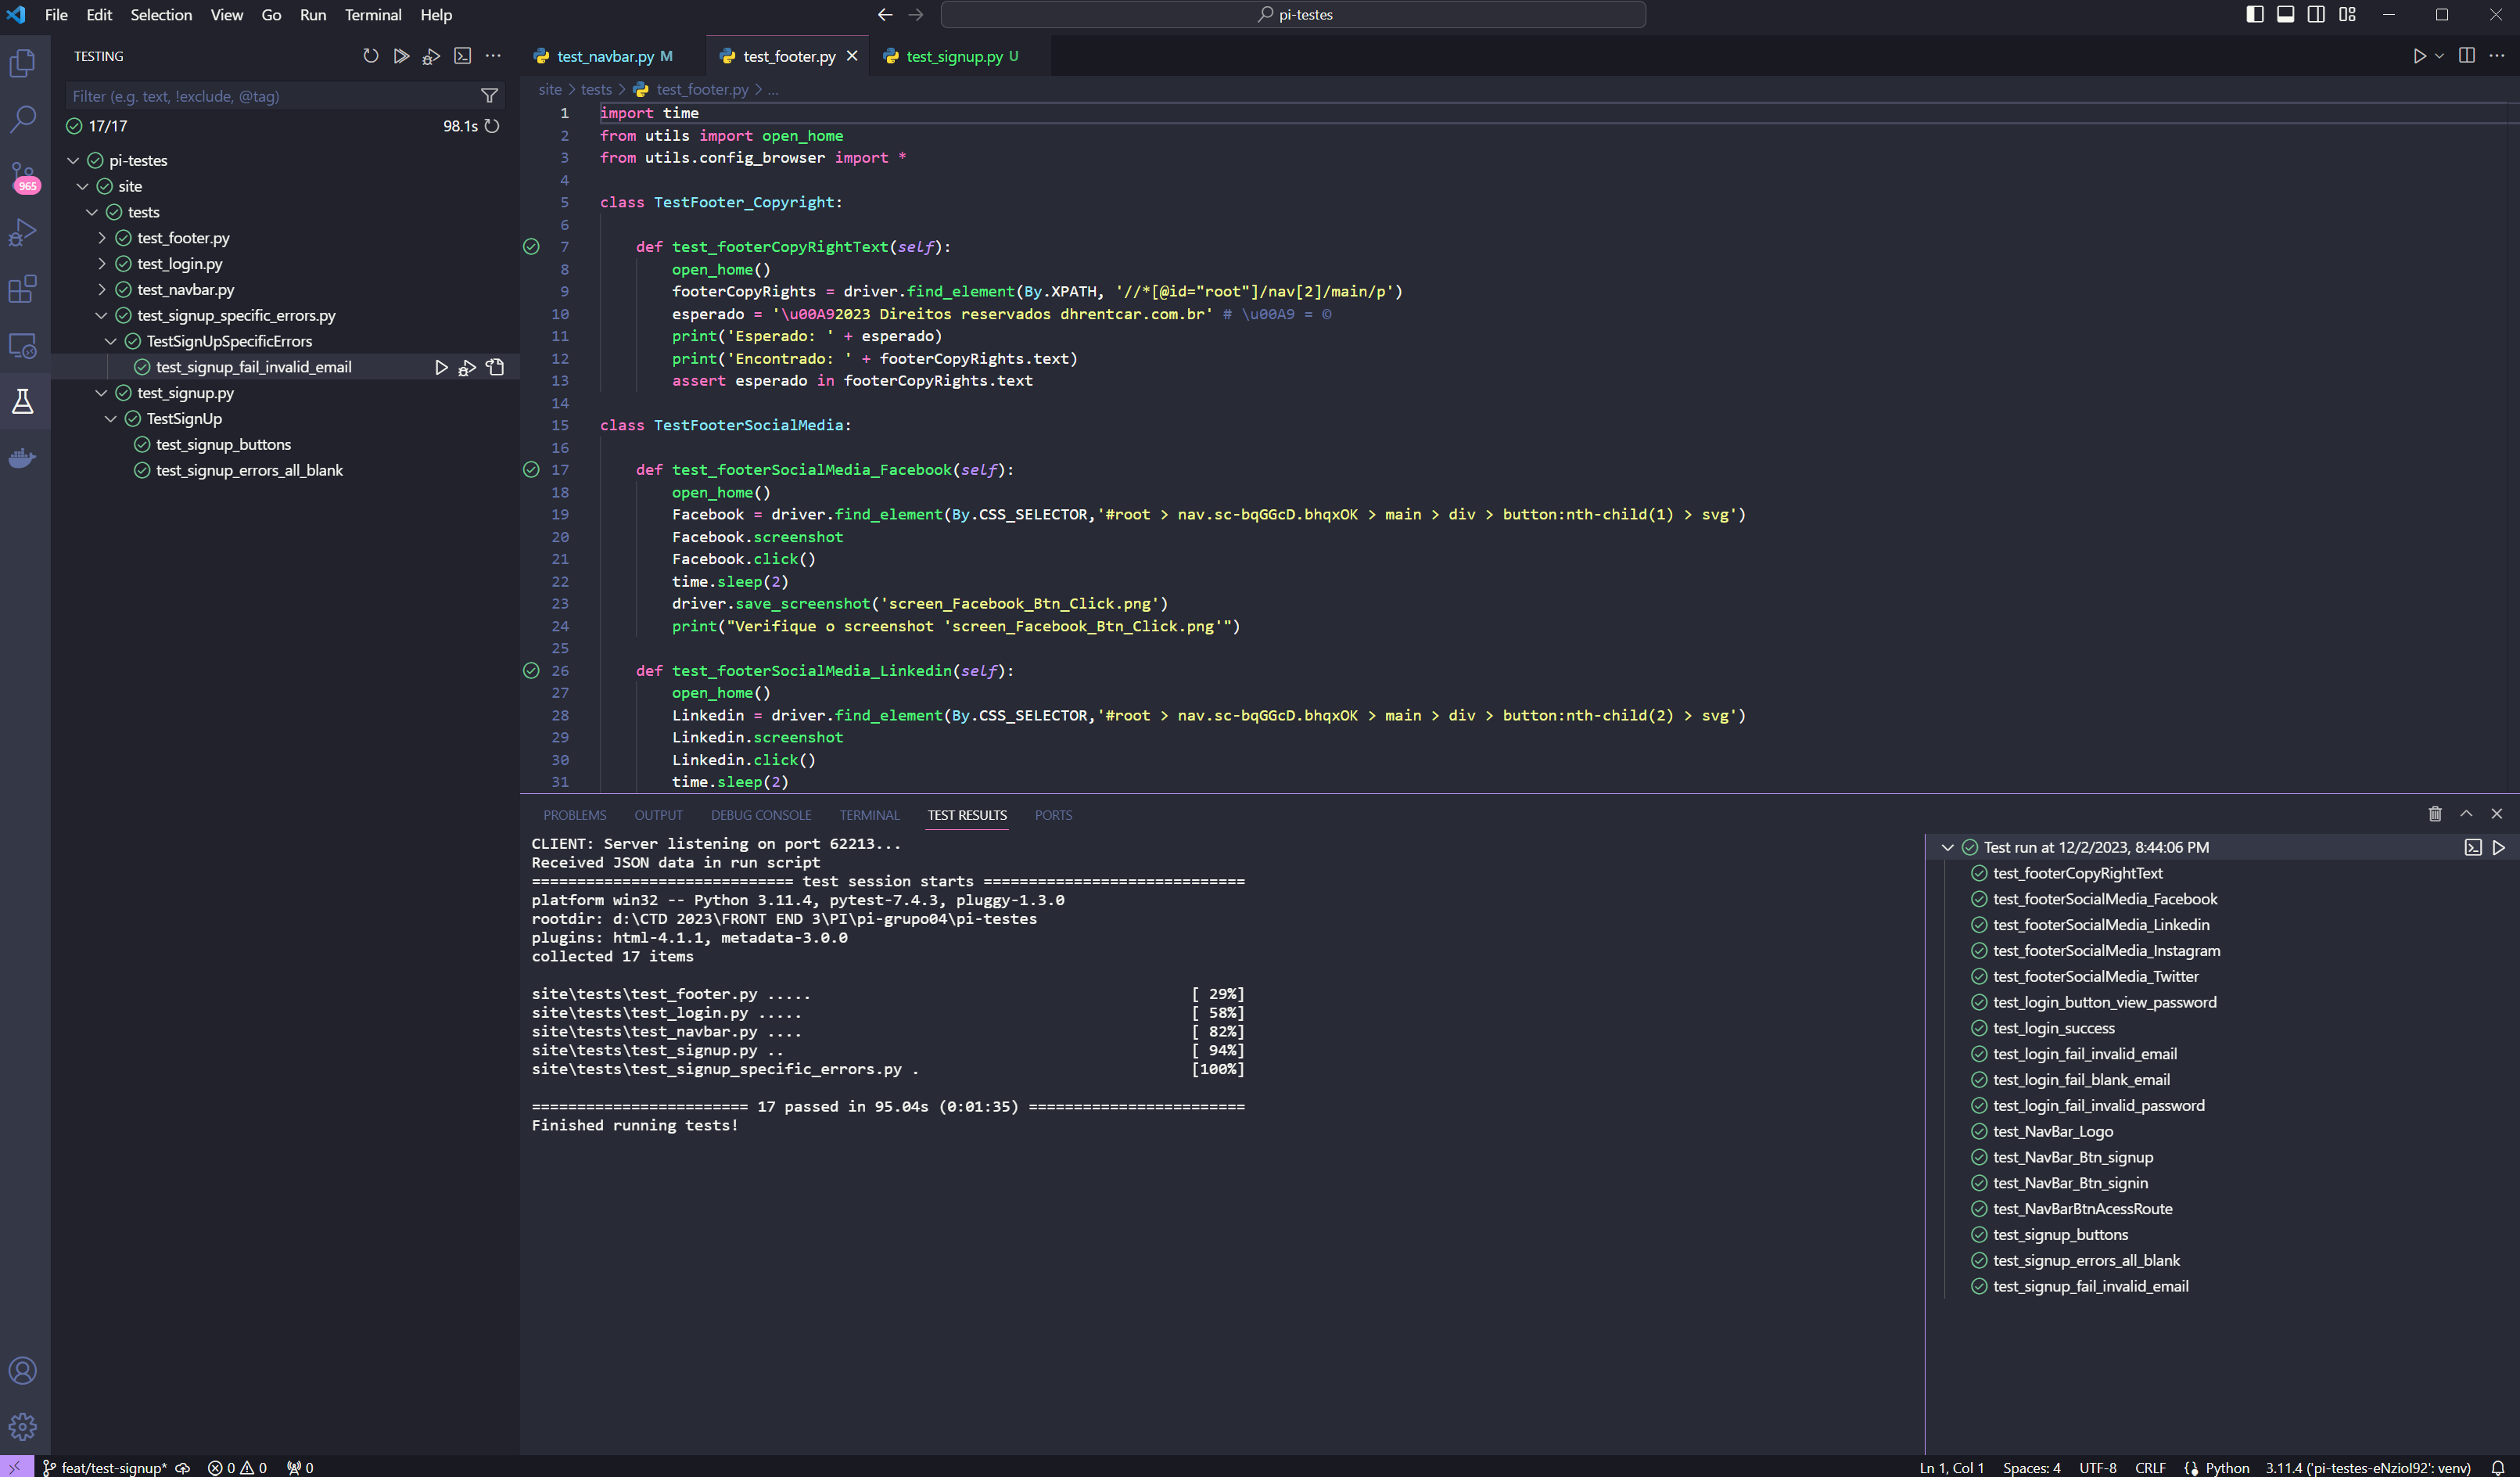 File Edit Selection View Go Run Terminal Help
pi-testes
TESTING
Filter (e.g. text, !exclude, @tag)
17/17 98.1s
965
pi-testes
site
tests
test_footer.py
test_login.py
test_navbar.py
test_signup_specific_errors.py
TestSignUpSpecificErrors
test_signup_fail_invalid_email
test_signup.py
TestSignUp
test_signup_buttons
test_signup_errors_all_blank
test_navbar.py M test_footer.py test_signup.py U
site > tests > test_footer.py > ...
1 import time
2 from utils import open_home
3 from utils.config_browser import *
4
5 class TestFooter_Copyright:
6
7 def test_footerCopyRightText(self):
8 open_home()
9 footerCopyRights = driver.find_element(By.XPATH, '//*[@id="root"]/nav[2]/main/p')
10 esperado = '\u00A92023 Direitos reservados dhrentcar.com.br' # \u00A9 = ©
11 print('Esperado: ' + esperado)
12 print('Encontrado: ' + footerCopyRights.text)
13 assert esperado in footerCopyRights.text
14
15 class TestFooterSocialMedia:
16
17 def test_footerSocialMedia_Facebook(self):
18 open_home()
19 Facebook = driver.find_element(By.CSS_SELECTOR,'#root > nav.sc-bqGGcD.bhqxOK > main > div > button:nth-child(1) > svg')
20 Facebook.screenshot
21 Facebook.click()
22 time.sleep(2)
23 driver.save_screenshot('screen_Facebook_Btn_Click.png')
24 print("Verifique o screenshot 'screen_Facebook_Btn_Click.png'")
25
26 def test_footerSocialMedia_Linkedin(self):
27 open_home()
28 Linkedin = driver.find_element(By.CSS_SELECTOR,'#root > nav.sc-bqGGcD.bhqxOK > main > div > button:nth-child(2) > svg')
29 Linkedin.screenshot
30 Linkedin.click()
31 time.sleep(2)
PROBLEMS OUTPUT DEBUG CONSOLE TERMINAL TEST RESULTS PORTS
CLIENT: Server listening on port 62213...
Received JSON data in run script
============================= test session starts =============================
platform win32 -- Python 3.11.4, pytest-7.4.3, pluggy-1.3.0
rootdir: d:\CTD 2023\FRONT END 3\PI\pi-grupo04\pi-testes
plugins: html-4.1.1, metadata-3.0.0
collected 17 items
site\tests\test_footer.py ..... [ 29%]
site\tests\test_login.py ..... [ 58%]
site\tests\test_navbar.py .... [ 82%]
site\tests\test_signup.py .. [ 94%]
site\tests\test_signup_specific_errors.py . [100%]
======================== 17 passed in 95.04s (0:01:35) ========================
Finished running tests!
Test run at 12/2/2023, 8:44:06 PM
test_footerCopyRightText
test_footerSocialMedia_Facebook
test_footerSocialMedia_Linkedin
test_footerSocialMedia_Instagram
test_footerSocialMedia_Twitter
test_login_button_view_password
test_login_success
test_login_fail_invalid_email
test_login_fail_blank_email
test_login_fail_invalid_password
test_NavBar_Logo
test_NavBar_Btn_signup
test_NavBar_Btn_signin
test_NavBarBtnAcessRoute
test_signup_buttons
test_signup_errors_all_blank
test_signup_fail_invalid_email
feat/test-signup* 0 0 0 Ln 1, Col 1 Spaces: 4 UTF-8 CRLF Python 3.11.4 ('pi-testes-eNzioI92': venv)